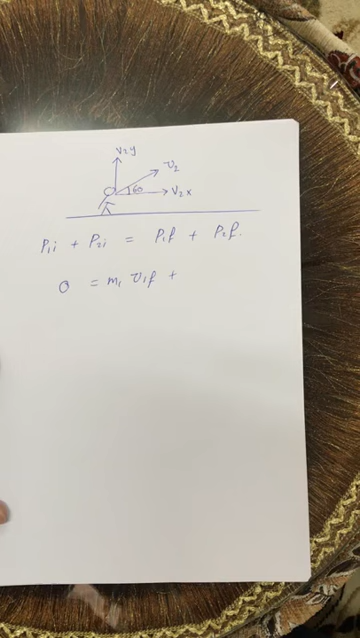 V2y
v2
60
V2x
P1i + P2i = P1f + P2f.
0 = m1 v1f +